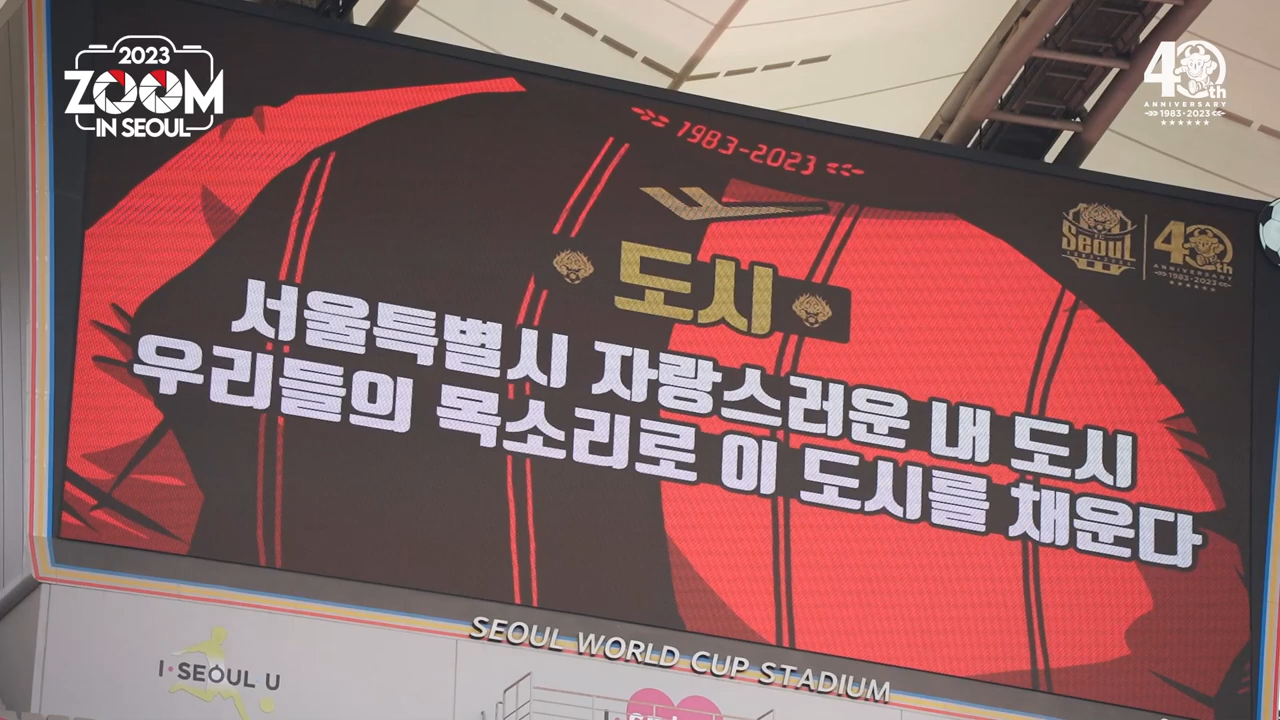 2023
ZOOM
IN SEOUL
40th
ANNIVERSARY
1983-2023
1983-2023
Seoul
40th
ANNIVERSARY
1983-2023
도시
서울특별시 자랑스러운 내 도시
우리들의 목소리로 이 도시를 채운다
SEOUL WORLD CUP STADIUM
I·SEOUL·U